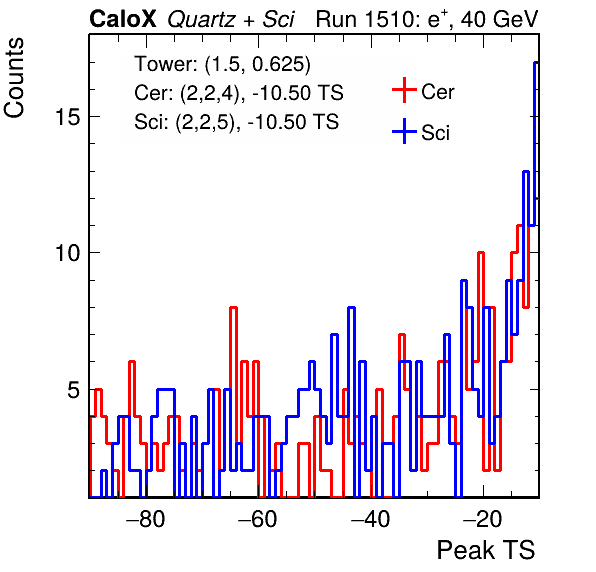 CaloX Quartz + Sci Run 1510: e⁺, 40 GeV
Counts
Tower: (1.5, 0.625)
Cer: (2,2,4), -10.50 TS
Sci: (2,2,5), -10.50 TS
Cer
Sci
15
10
5
−80 −60 −40 −20
Peak TS